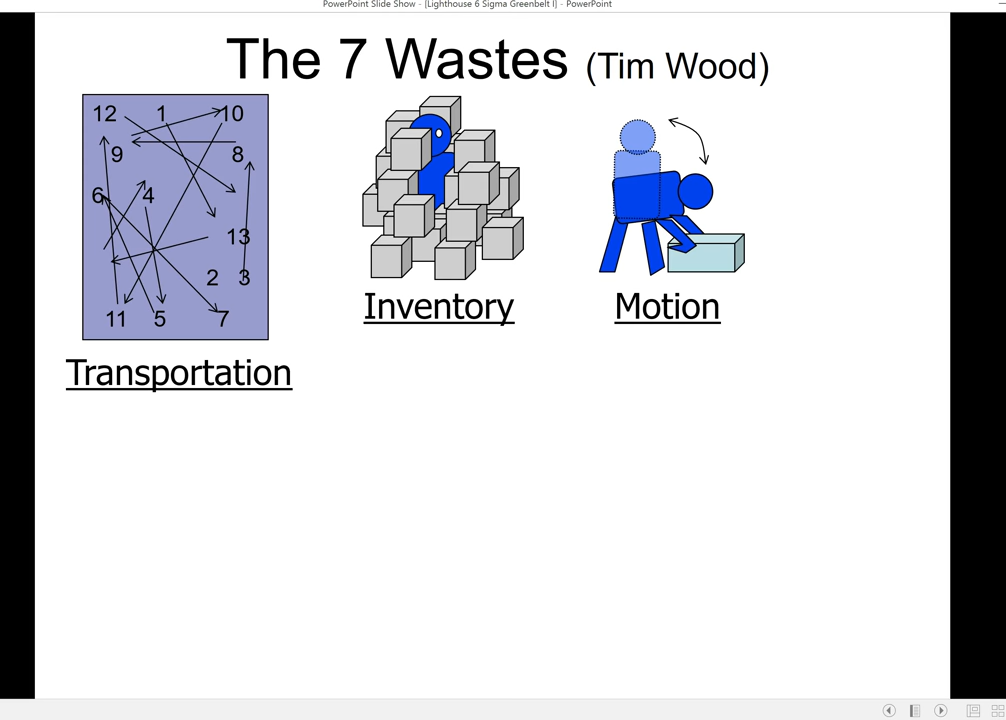 PowerPoint Slide Show - [Lighthouse 6 Sigma Greenbelt I] - PowerPoint
The 7 Wastes (Tim Wood)
12 1 10
9 8
6 4
13
2 3
11 5 7
Transportation
Inventory
Motion